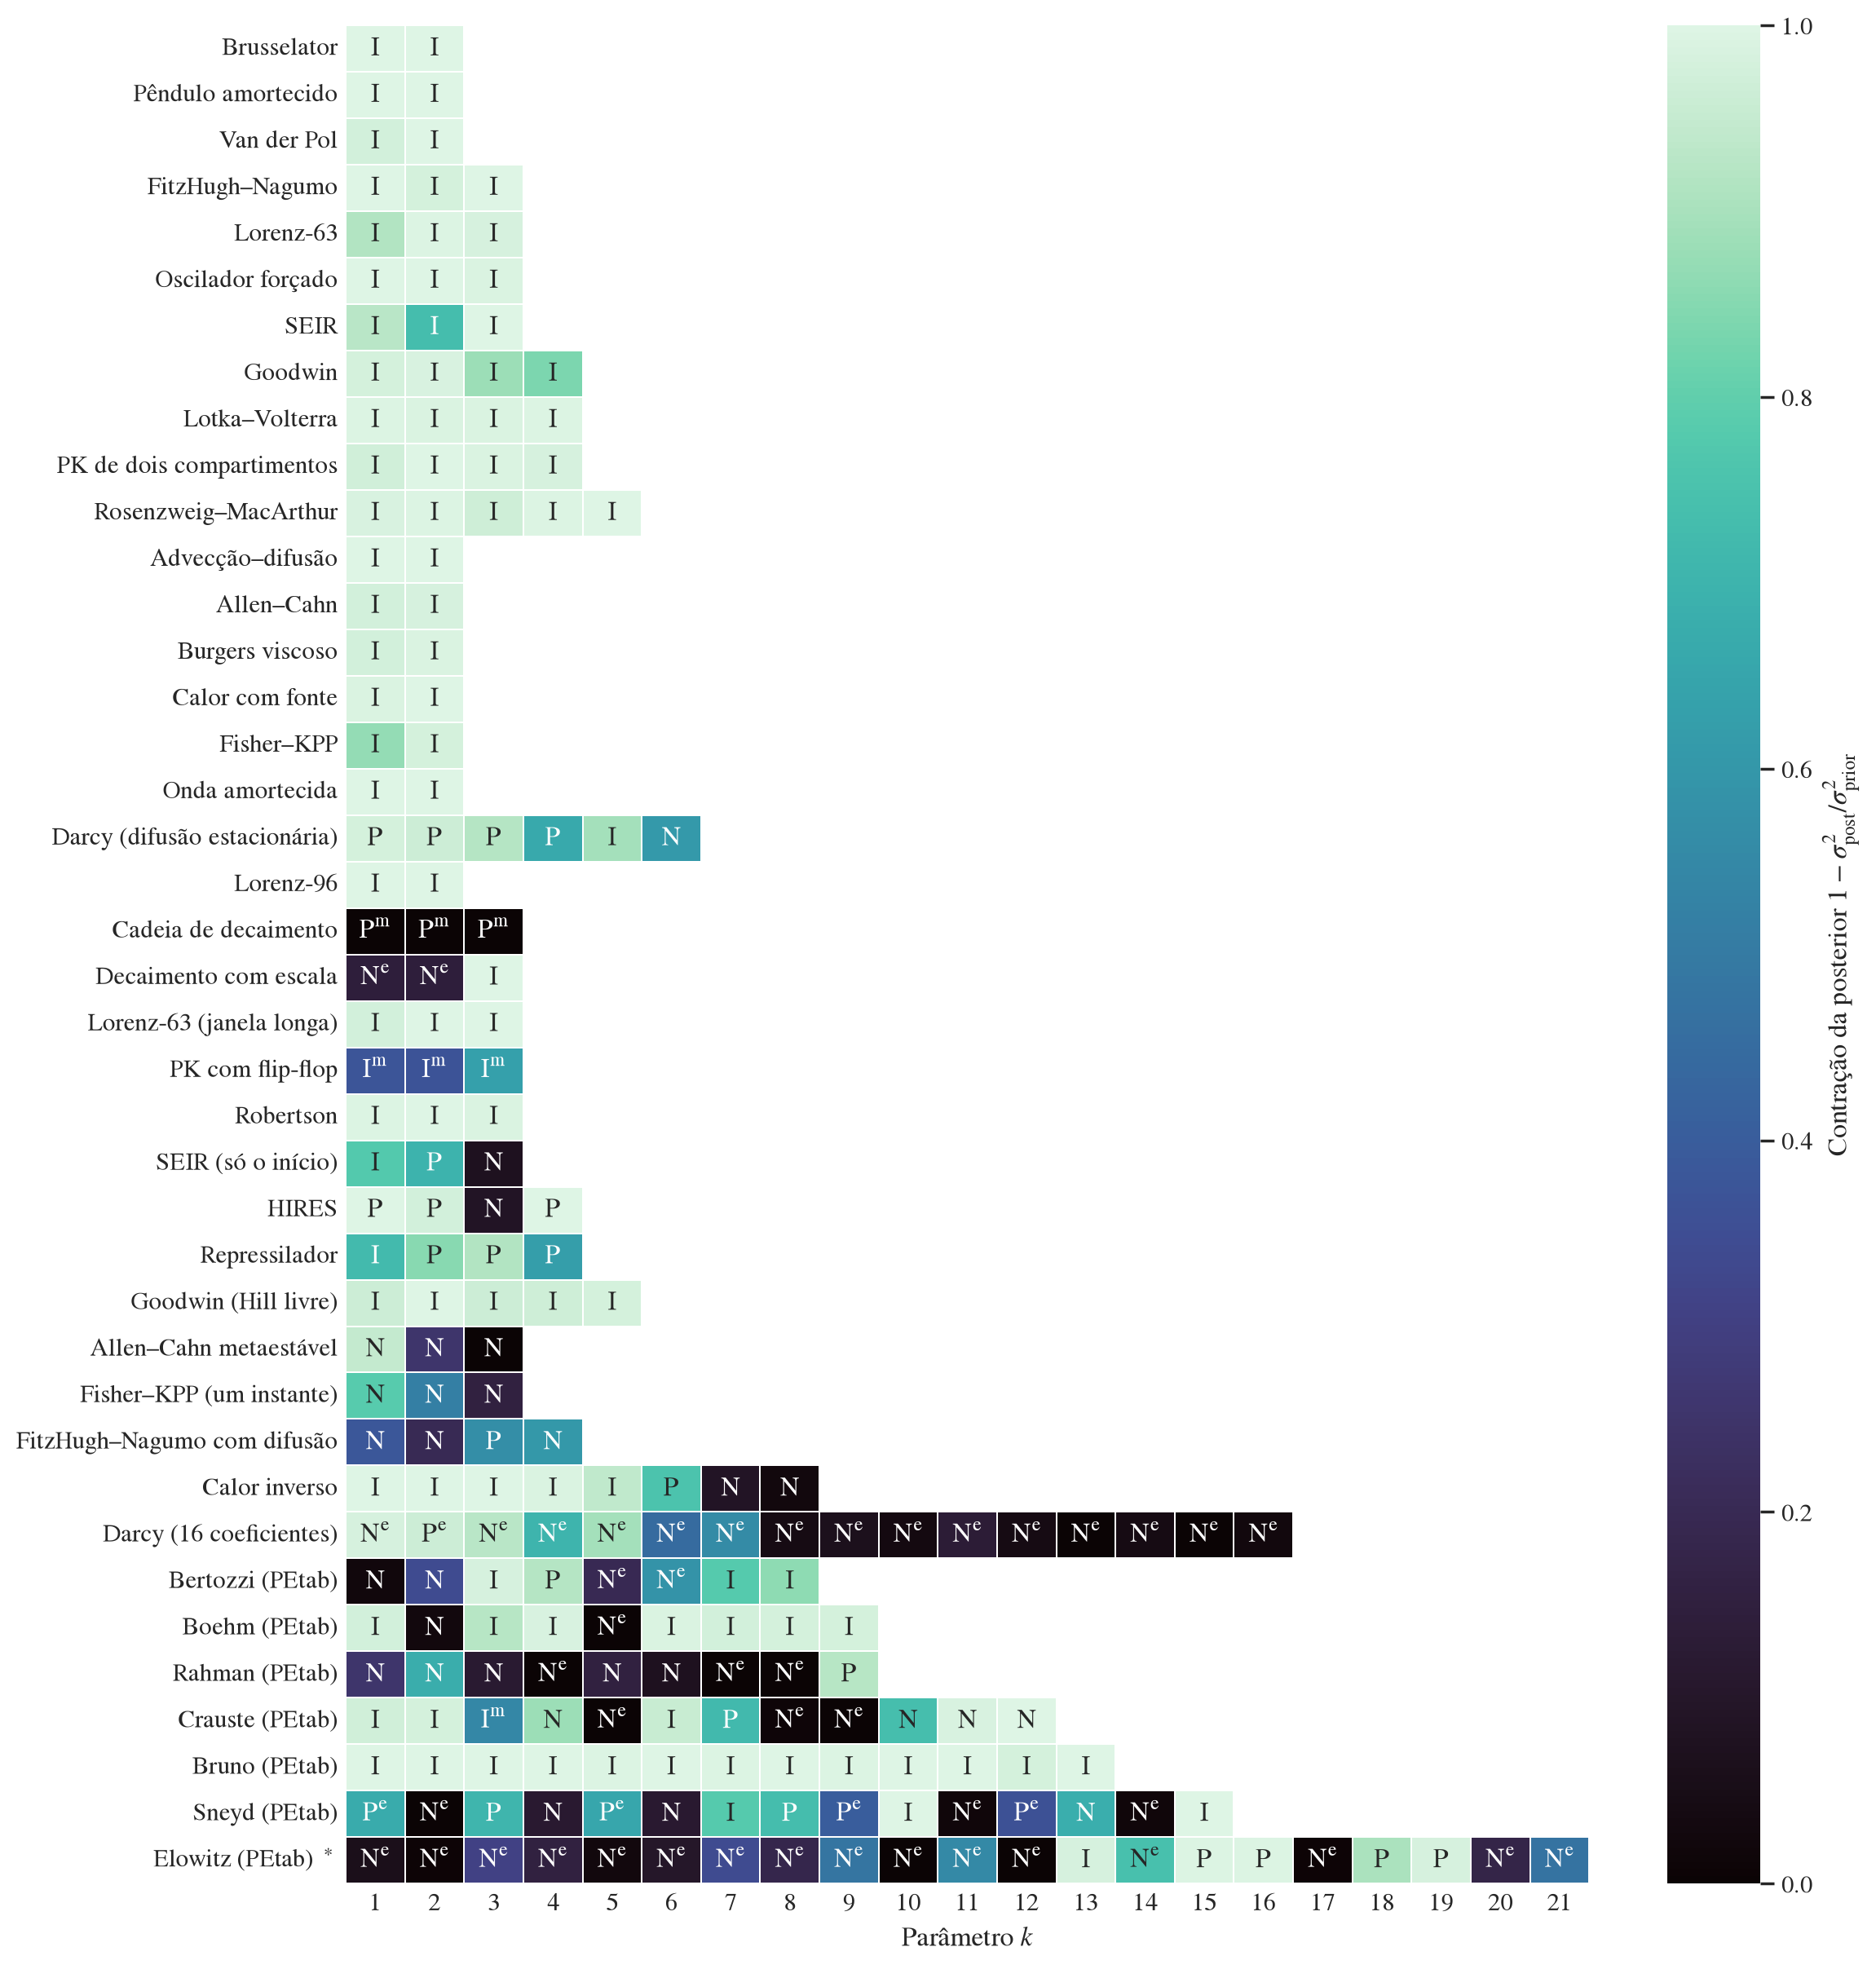 Brusselator I I
Pêndulo amortecido I I
Van der Pol I I
FitzHugh–Nagumo I I I
Lorenz-63 I I I
Oscilador forçado I I I
SEIR I I I
Goodwin I I I I
Lotka–Volterra I I I I
PK de dois compartimentos I I I I
Rosenzweig–MacArthur I I I I I
Advecção–difusão I I
Allen–Cahn I I
Burgers viscoso I I
Calor com fonte I I
Fisher–KPP I I
Onda amortecida I I
Darcy (difusão estacionária) P P P P I N
Lorenz-96 I I
Cadeia de decaimento Pᵐ Pᵐ Pᵐ
Decaimento com escala Nᵉ Nᵉ I
Lorenz-63 (janela longa) I I I
PK com flip-flop Iᵐ Iᵐ Iᵐ
Robertson I I I
SEIR (só o início) I P N
HIRES P P N P
Repressilador I P P P
Goodwin (Hill livre) I I I I I
Allen–Cahn metaestável N N N
Fisher–KPP (um instante) N N N
FitzHugh–Nagumo com difusão N N P N
Calor inverso I I I I I P N N
Darcy (16 coeficientes) Nᵉ Pᵉ Nᵉ Nᵉ Nᵉ Nᵉ Nᵉ Nᵉ Nᵉ Nᵉ Nᵉ Nᵉ Nᵉ Nᵉ Nᵉ Nᵉ
Bertozzi (PEtab) N N I P Nᵉ Nᵉ I I
Boehm (PEtab) I N I I Nᵉ I I I I
Rahman (PEtab) N N N Nᵉ N N Nᵉ Nᵉ P
Crauste (PEtab) I I Iᵐ N Nᵉ I P Nᵉ Nᵉ N N N
Bruno (PEtab) I I I I I I I I I I I I I
Sneyd (PEtab) Pᵉ Nᵉ P N Pᵉ N I P Pᵉ I Nᵉ Pᵉ N Nᵉ I
Elowitz (PEtab) * Nᵉ Nᵉ Nᵉ Nᵉ Nᵉ Nᵉ Nᵉ Nᵉ Nᵉ Nᵉ Nᵉ Nᵉ I Nᵉ P P Nᵉ P P Nᵉ Nᵉ
1 2 3 4 5 6 7 8 9 10 11 12 13 14 15 16 17 18 19 20 21
Parâmetro k
1.0
0.8
0.6
0.4
0.2
0.0
Contração da posterior 1 − σ²_post/σ²_prior